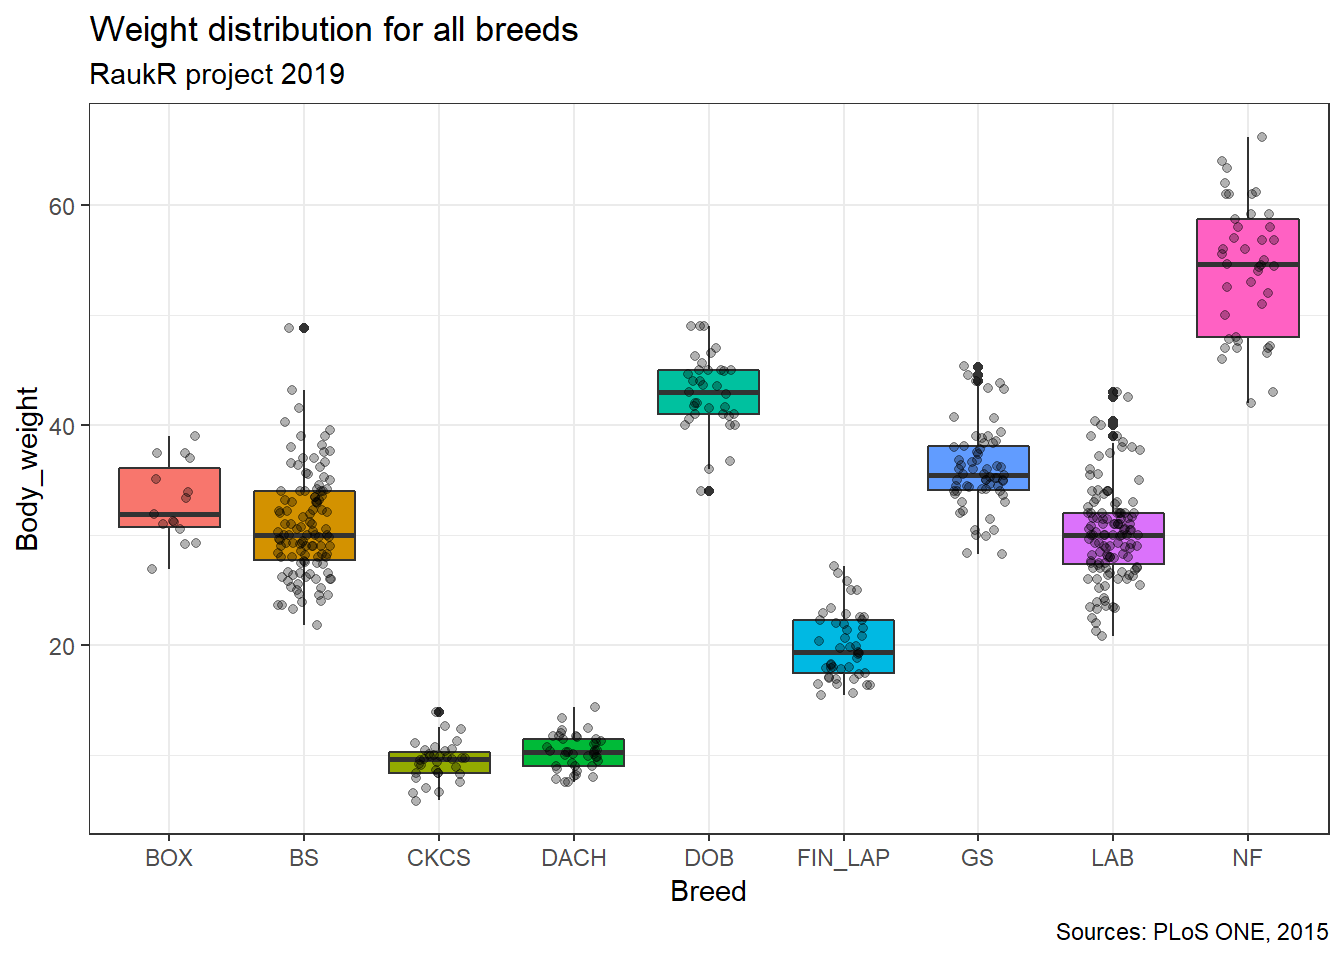 Weight distribution for all breeds
RaukR project 2019
Body_weight
60
40
20
BOX BS CKCS DACH DOB FIN_LAP GS LAB NF
Breed
Sources: PLoS ONE, 2015